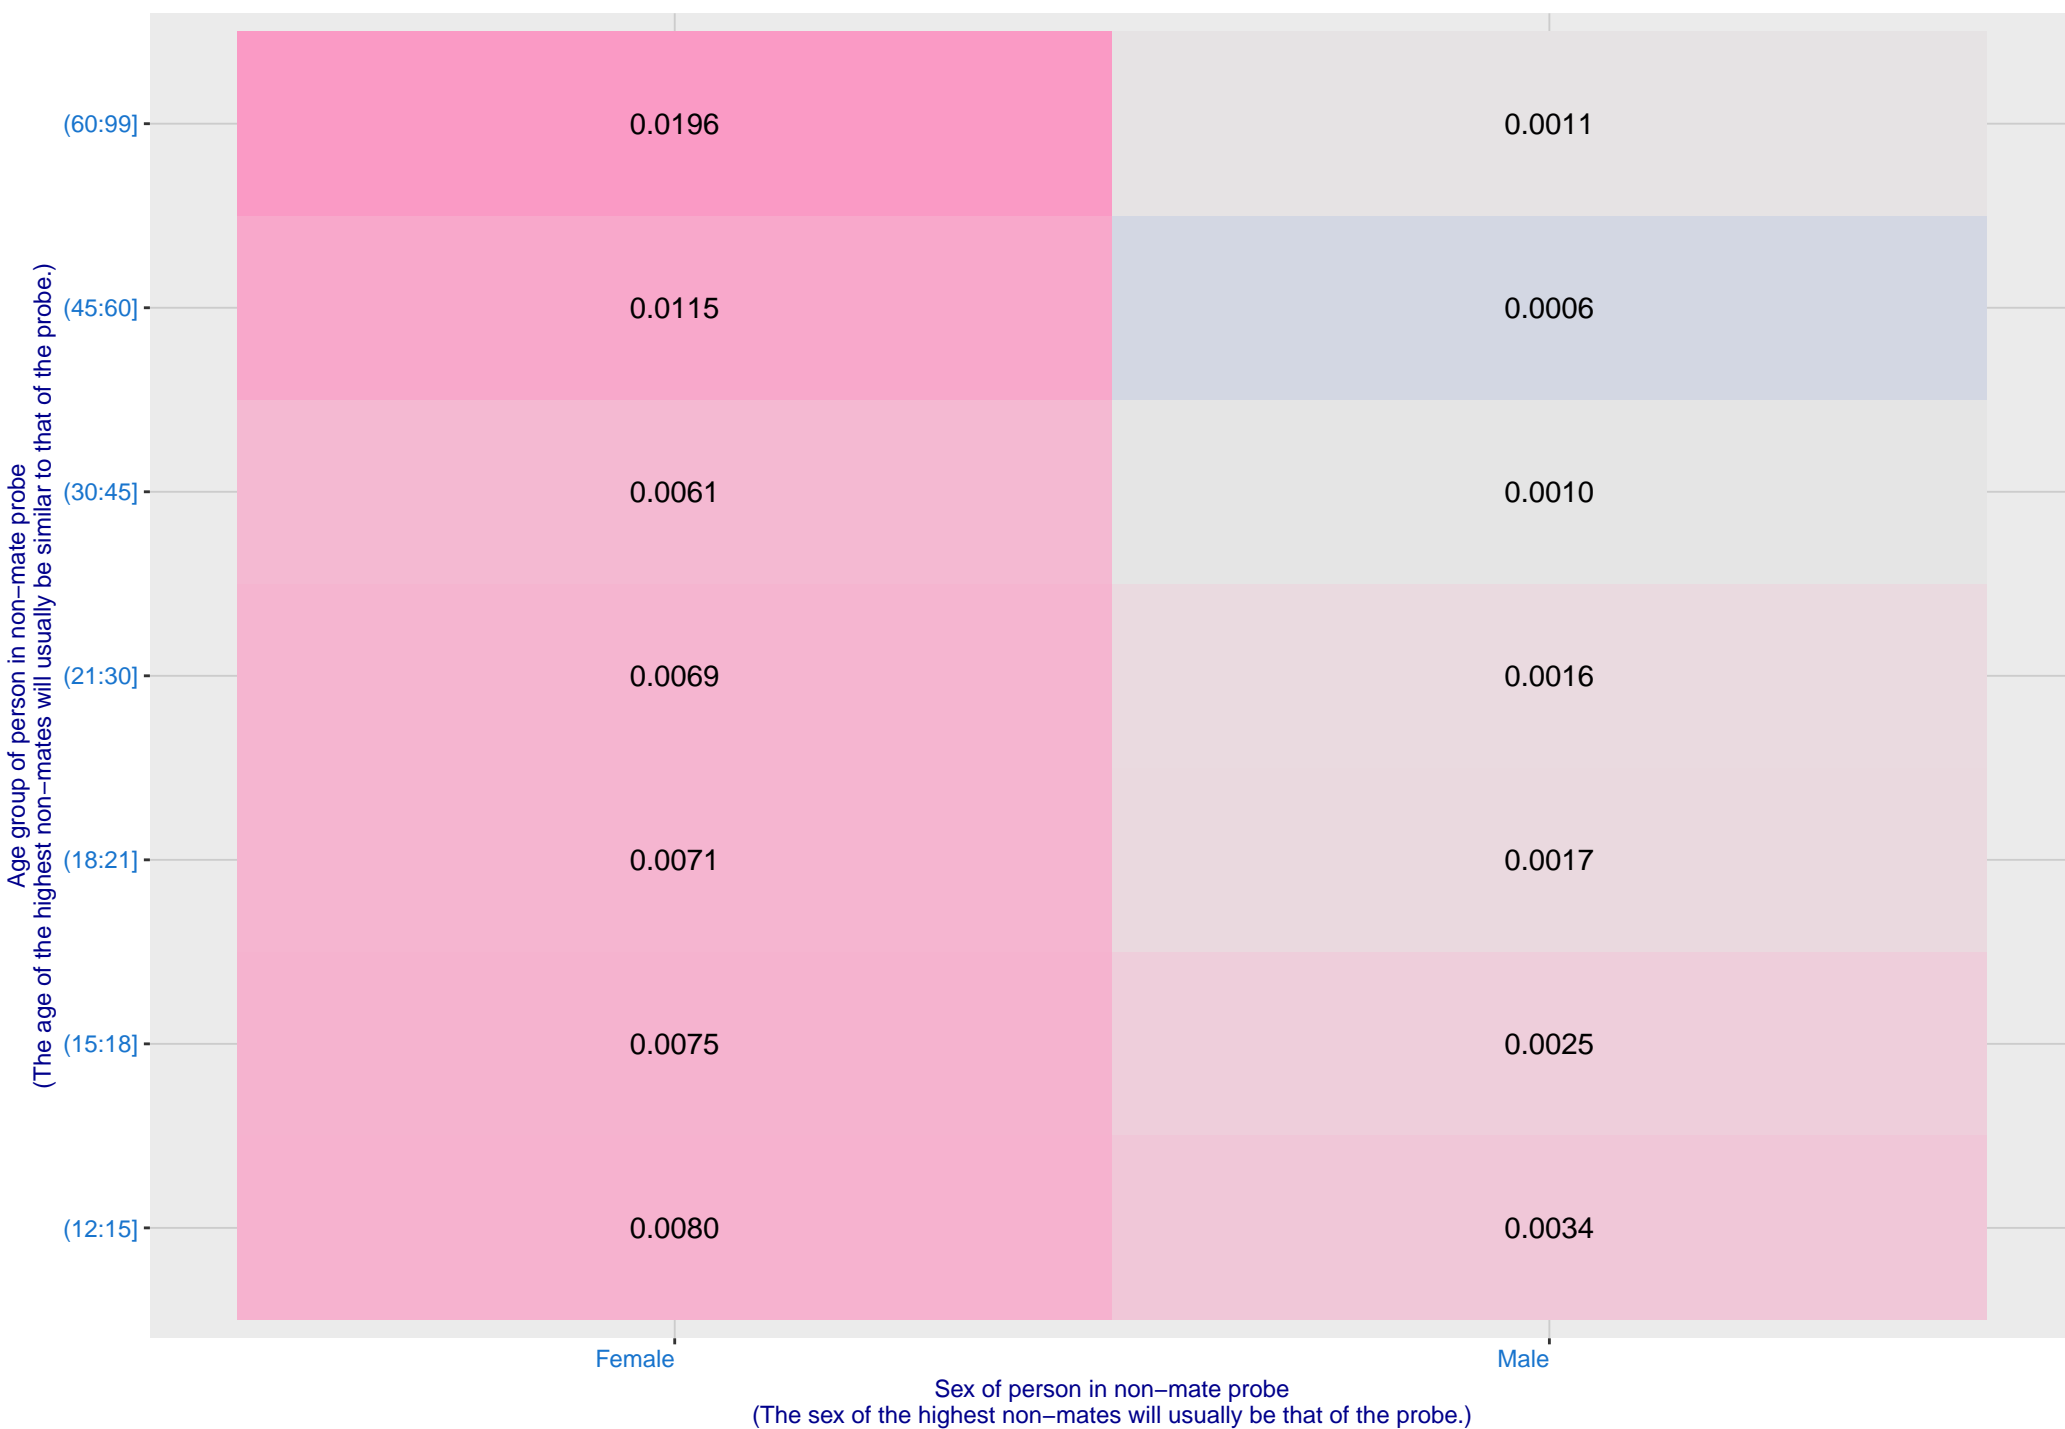 Age group of person in non−mate probe
(The age of the highest non−mates will usually be similar to that of the probe.)
(60:99] 0.0196 0.0011
(45:60] 0.0115 0.0006
(30:45] 0.0061 0.0010
(21:30] 0.0069 0.0016
(18:21] 0.0071 0.0017
(15:18] 0.0075 0.0025
(12:15] 0.0080 0.0034
Female Male
Sex of person in non−mate probe
(The sex of the highest non−mates will usually be that of the probe.)